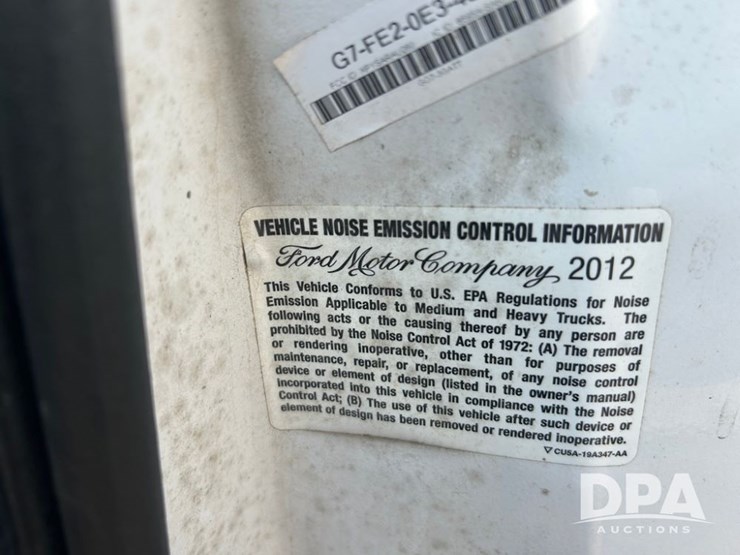 G7-FE2-0E3-4
FCC ID
VEHICLE NOISE EMISSION CONTROL INFORMATION
Ford Motor Company 2012
This Vehicle Conforms to U.S. EPA Regulations for Noise
Emission Applicable to Medium and Heavy Trucks. The
following acts or the causing thereof by any person are
prohibited by the Noise Control Act of 1972: (A) The removal
or rendering inoperative, other than for purposes of
maintenance, repair, or replacement, of any noise control
device or element of design (listed in the owner's manual)
incorporated into this vehicle in compliance with the Noise
Control Act; (B) The use of this vehicle after such device or
element of design has been removed or rendered inoperative.
CU5A-19A347-AA
DPA
AUCTIONS